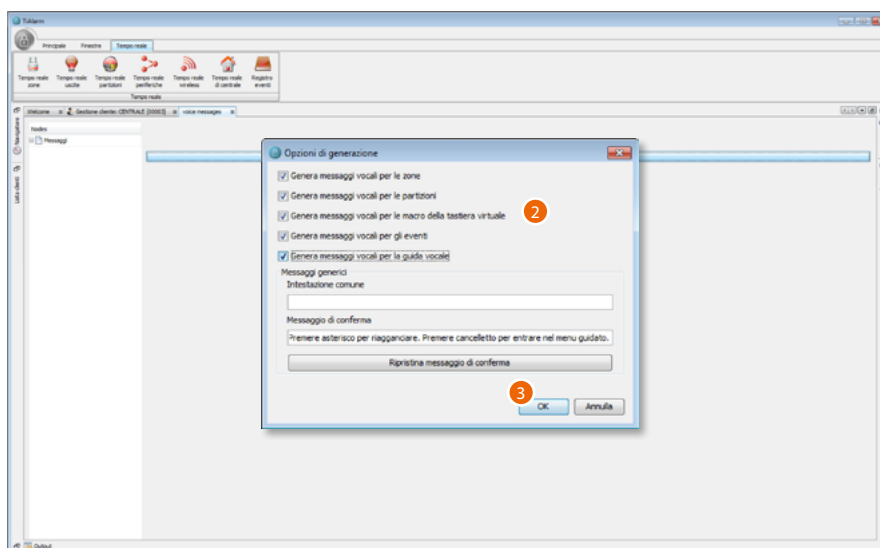 TiAlarm
Principale Finestra Tempo reale
Tempo reale zone
Tempo reale uscite
Tempo reale partizioni
Tempo reale periferiche
Tempo reale wireless
Tempo reale di centrale
Registro eventi
Tempo reale
Welcome Gestione cliente: CENTRALE [00003] voice messages
Navigatore
Lista clienti
Nodes
Messaggi
Opzioni di generazione
Genera messaggi vocali per le zone
Genera messaggi vocali per le partizioni
Genera messaggi vocali per le macro della tastiera virtuale
2
Genera messaggi vocali per gli eventi
Genera messaggi vocali per la guida vocale
Messaggi generici
Intestazione comune
Messaggio di conferma
Premere asterisco per riagganciare. Premere cancelletto per entrare nel menu guidato.
Ripristina messaggio di conferma
3
OK Annulla
Output